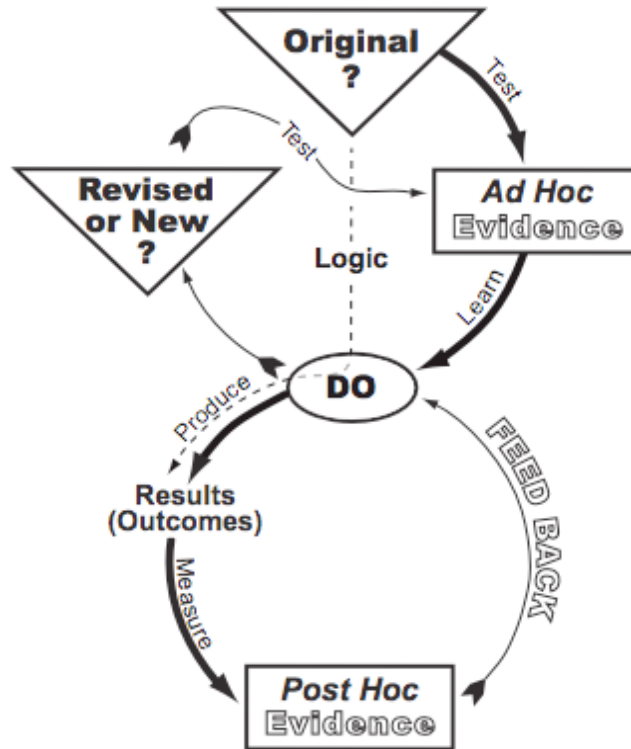 Original
?
Test
Test
Revised
or New
?
Ad Hoc
Evidence
Logic
Learn
DO
Produce
Results
(Outcomes)
FEED BACK
Measure
Post Hoc
Evidence